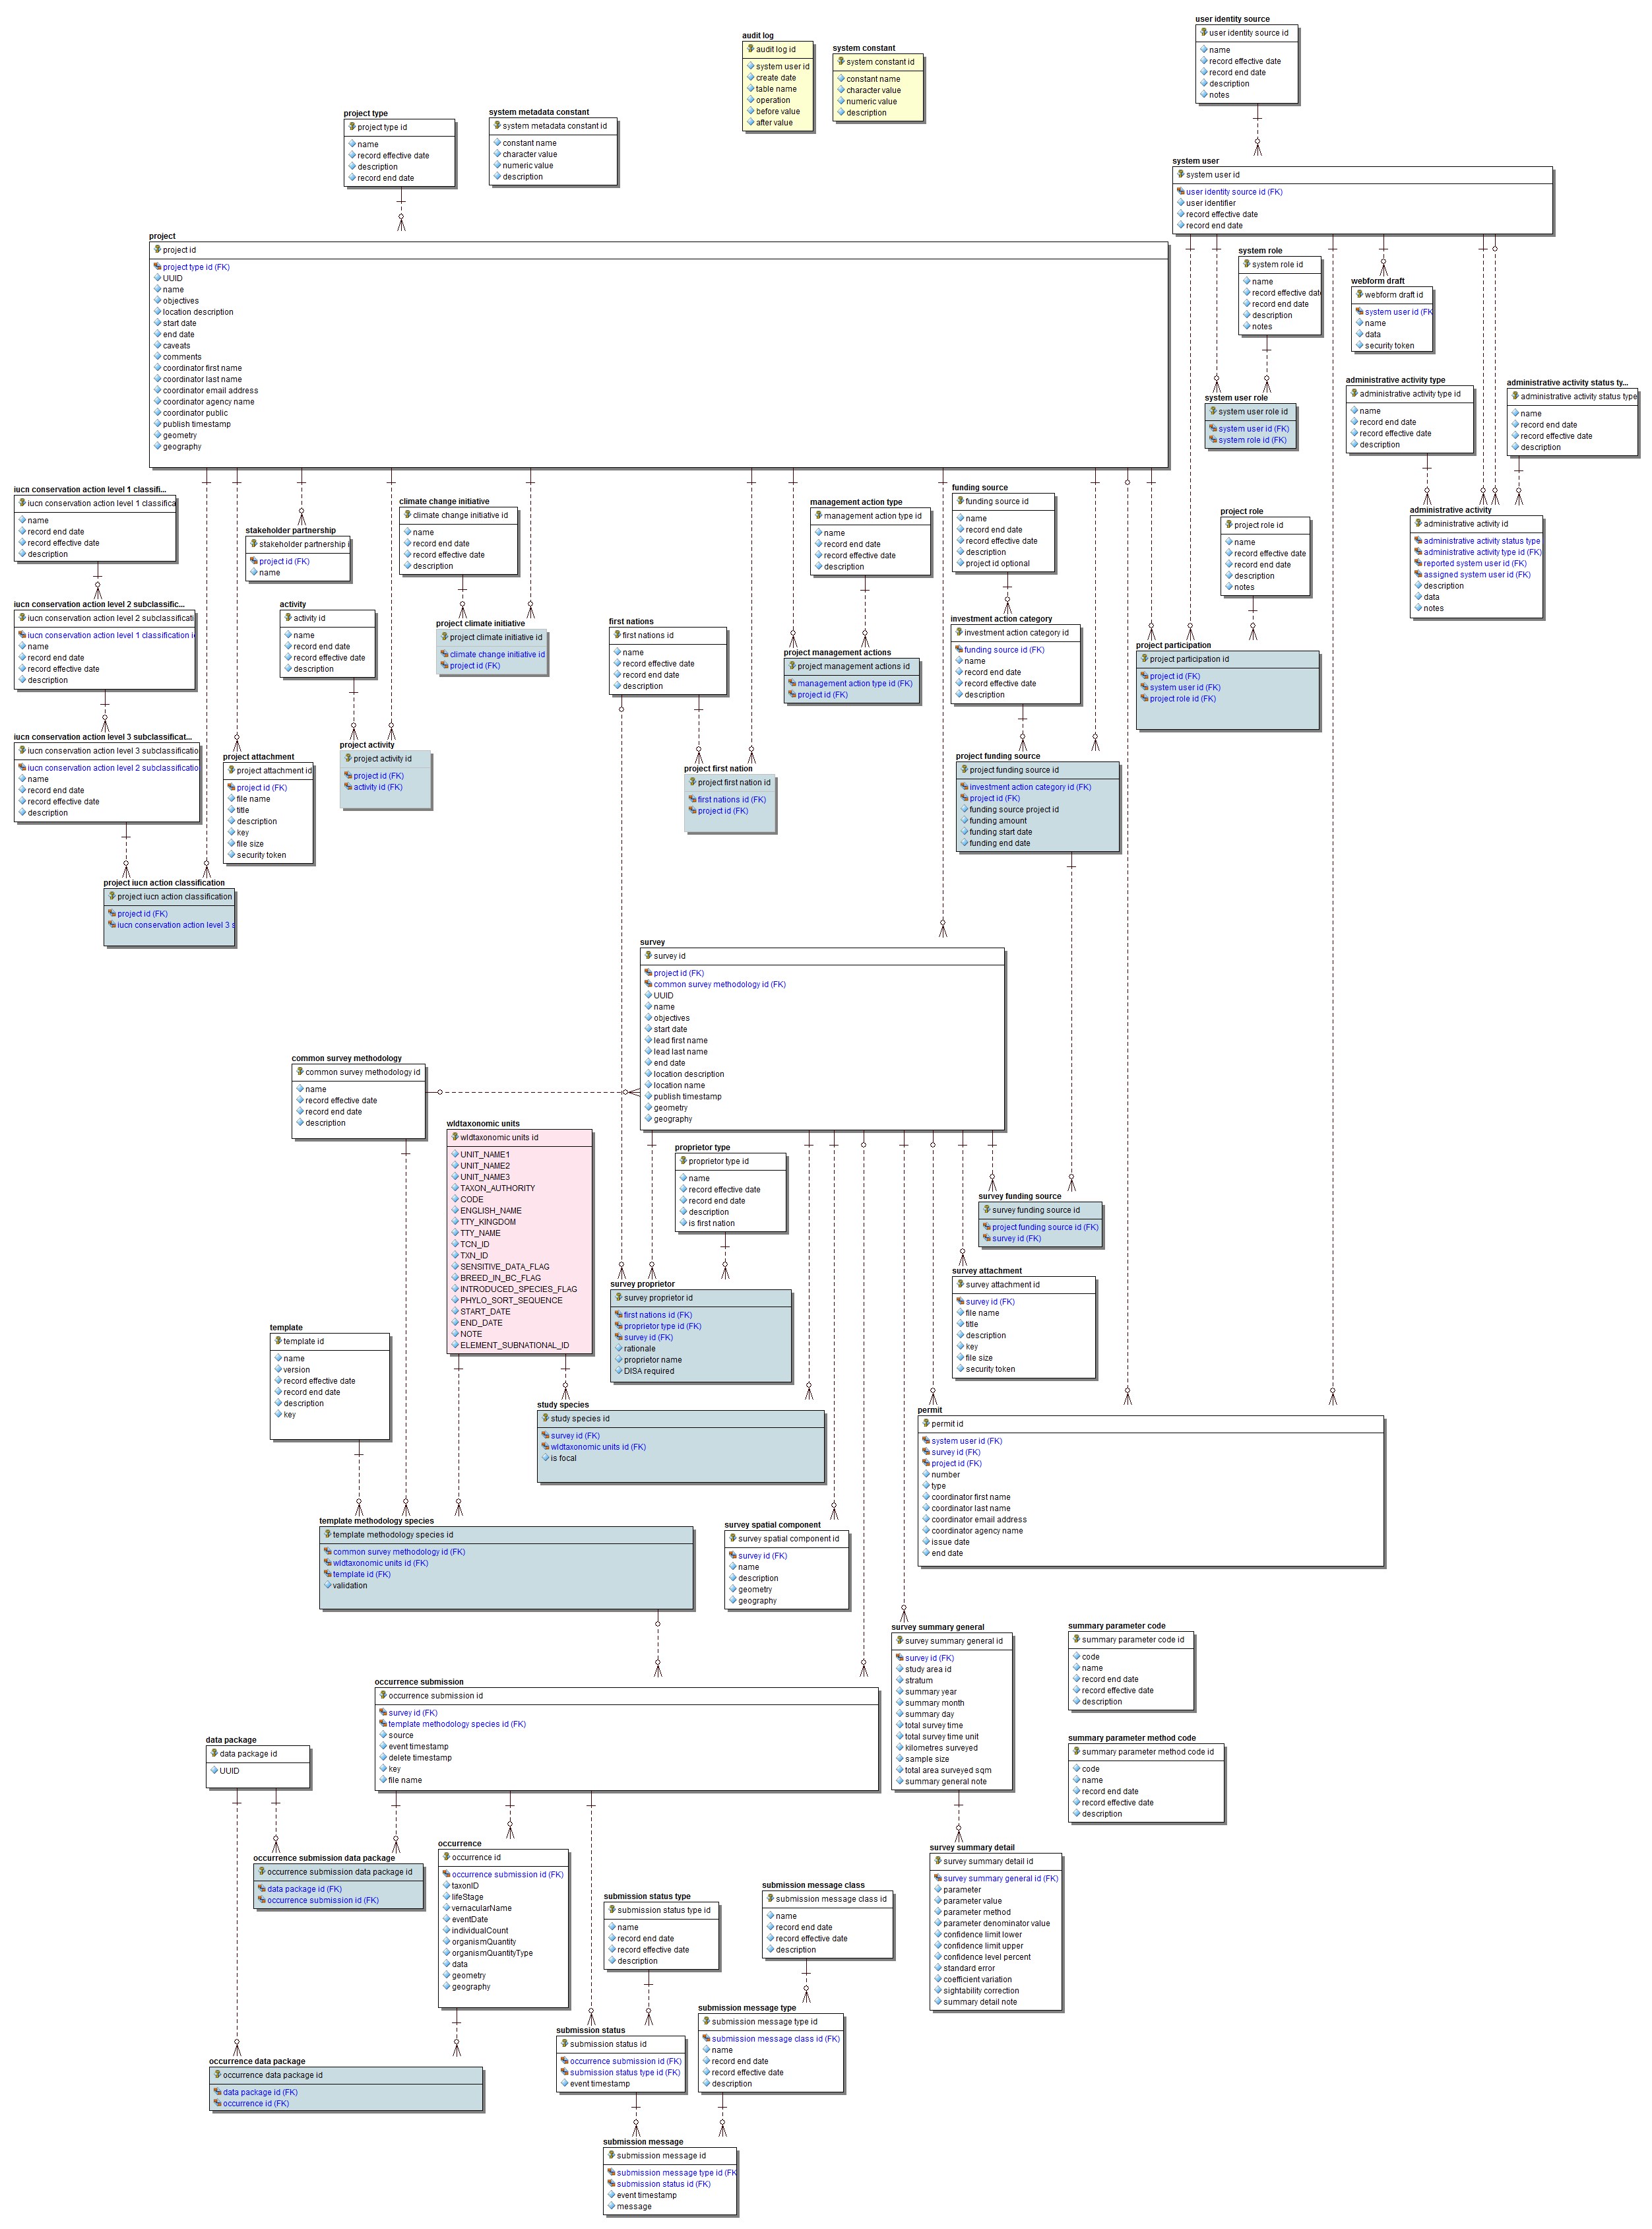 user identity source
user identity source id
name
record effective date
record end date
description
notes
audit log
audit log id
system user id
create date
table name
operation
before value
after value
system constant
system constant id
constant name
character value
numeric value
description
project type
project type id
name
record effective date
description
record end date
system metadata constant
system metadata constant id
constant name
character value
numeric value
description
system user
system user id
user identity source id (FK)
user identifier
record effective date
record end date
project
project id
project type id (FK)
UUID
name
objectives
location description
start date
end date
caveats
comments
coordinator first name
coordinator last name
coordinator email address
coordinator agency name
coordinator public
publish timestamp
geometry
geography
system role
system role id
name
record effective date
record end date
description
notes
webform draft
webform draft id
system user id (FK
name
data
security token
system user role
system user role id
system user id (FK)
system role id (FK)
administrative activity type
administrative activity type id
name
record end date
record effective date
description
administrative activity status ty...
administrative activity status type
name
record end date
record effective date
description
administrative activity
administrative activity id
administrative activity status type
administrative activity type id (FK)
reported system user id (FK)
assigned system user id (FK)
description
data
notes
iucn conservation action level 1 classifi...
iucn conservation action level 1 classifica
name
record end date
record effective date
description
stakeholder partnership
stakeholder partnership i
project id (FK)
name
climate change initiative
climate change initiative id
name
record end date
record effective date
description
management action type
management action type id
name
record end date
record effective date
description
funding source
funding source id
name
record end date
record effective date
description
project id optional
project role
project role id
name
record effective date
record end date
description
notes
iucn conservation action level 2 subclassific...
iucn conservation action level 2 subclassificati
iucn conservation action level 1 classification i
name
record end date
record effective date
description
activity
activity id
name
record end date
record effective date
description
project climate initiative
project climate initiative id
climate change initiative id
project id (FK)
first nations
first nations id
name
record effective date
record end date
description
project management actions
project management actions id
management action type id (FK)
project id (FK)
investment action category
investment action category id
funding source id (FK)
name
record end date
record effective date
description
project participation
project participation id
project id (FK)
system user id (FK)
project role id (FK)
iucn conservation action level 3 subclassificat...
iucn conservation action level 3 subclassificatio
iucn conservation action level 2 subclassificatio
name
record end date
record effective date
description
project attachment
project attachment id
project id (FK)
file name
title
description
key
file size
security token
project activity
project activity id
project id (FK)
activity id (FK)
project first nation
project first nation id
first nations id (FK)
project id (FK)
project funding source
project funding source id
investment action category id (FK)
project id (FK)
funding source project id
funding amount
funding start date
funding end date
project iucn action classification
project iucn action classification
project id (FK)
iucn conservation action level 3 s
survey
survey id
project id (FK)
common survey methodology id (FK)
UUID
name
objectives
start date
lead first name
lead last name
end date
location description
location name
publish timestamp
geometry
geography
common survey methodology
common survey methodology id
name
record effective date
record end date
description
wldtaxonomic units
wldtaxonomic units id
UNIT_NAME1
UNIT_NAME2
UNIT_NAME3
TAXON_AUTHORITY
CODE
ENGLISH_NAME
TTY_KINGDOM
TTY_NAME
TCN_ID
TXN_ID
SENSITIVE_DATA_FLAG
BREED_IN_BC_FLAG
INTRODUCED_SPECIES_FLAG
PHYLO_SORT_SEQUENCE
START_DATE
END_DATE
NOTE
ELEMENT_SUBNATIONAL_ID
proprietor type
proprietor type id
name
record effective date
record end date
description
is first nation
survey funding source
survey funding source id
project funding source id (FK)
survey id (FK)
survey proprietor
survey proprietor id
first nations id (FK)
proprietor type id (FK)
survey id (FK)
rationale
proprietor name
DISA required
survey attachment
survey attachment id
survey id (FK)
file name
title
description
key
file size
security token
template
template id
name
version
record effective date
record end date
description
key
study species
study species id
survey id (FK)
wldtaxonomic units id (FK)
is focal
permit
permit id
system user id (FK)
survey id (FK)
project id (FK)
number
type
coordinator first name
coordinator last name
coordinator email address
coordinator agency name
issue date
end date
template methodology species
template methodology species id
common survey methodology id (FK)
wldtaxonomic units id (FK)
template id (FK)
validation
survey spatial component
survey spatial component id
survey id (FK)
name
description
geometry
geography
survey summary general
survey summary general id
survey id (FK)
study area id
stratum
summary year
summary month
summary day
total survey time
total survey time unit
kilometres surveyed
sample size
total area surveyed sqm
summary general note
summary parameter code
summary parameter code id
code
name
record end date
record effective date
description
occurrence submission
occurrence submission id
survey id (FK)
template methodology species id (FK)
source
event timestamp
delete timestamp
key
file name
data package
data package id
UUID
summary parameter method code
summary parameter method code id
code
name
record end date
record effective date
description
occurrence submission data package
occurrence submission data package id
data package id (FK)
occurrence submission id (FK)
occurrence
occurrence id
occurrence submission id (FK)
taxonID
lifeStage
vernacularName
eventDate
individualCount
organismQuantity
organismQuantityType
data
geometry
geography
survey summary detail
survey summary detail id
survey summary general id (FK)
parameter
parameter value
parameter method
parameter denominator value
confidence limit lower
confidence limit upper
confidence level percent
standard error
coefficient variation
sightability correction
summary detail note
submission status type
submission status type id
name
record end date
record effective date
description
submission message class
submission message class id
name
record end date
record effective date
description
submission status
submission status id
occurrence submission id (FK)
submission status type id (FK)
event timestamp
submission message type
submission message type id
submission message class id (FK)
name
record end date
record effective date
description
occurrence data package
occurrence data package id
data package id (FK)
occurrence id (FK)
submission message
submission message id
submission message type id (FK
submission status id (FK)
event timestamp
message